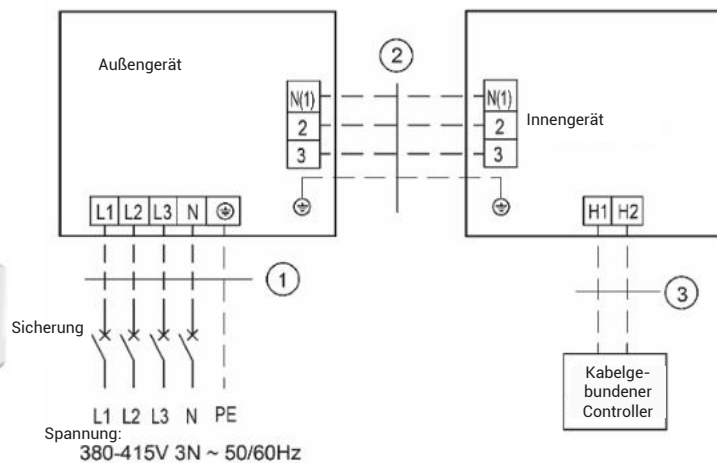 Außengerät
2
N(1)
2
3
N(1)
2
3
Innengerät
L1 L2 L3 N
H1 H2
1
3
Sicherung
Kabelge-
bundener
Controller
L1 L2 L3 N PE
Spannung:
380-415V 3N ~ 50/60Hz